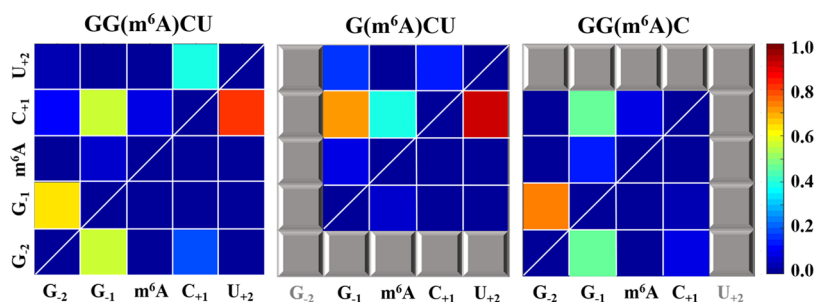 GG(m⁶A)CU
G(m⁶A)CU
GG(m⁶A)C
U₊₂
C₊₁
m⁶A
G₋₁
G₋₂
G₋₂ G₋₁ m⁶A C₊₁ U₊₂
G₋₂ G₋₁ m⁶A C₊₁ U₊₂
G₋₂ G₋₁ m⁶A C₊₁ U₊₂
1.0
0.8
0.6
0.4
0.2
0.0